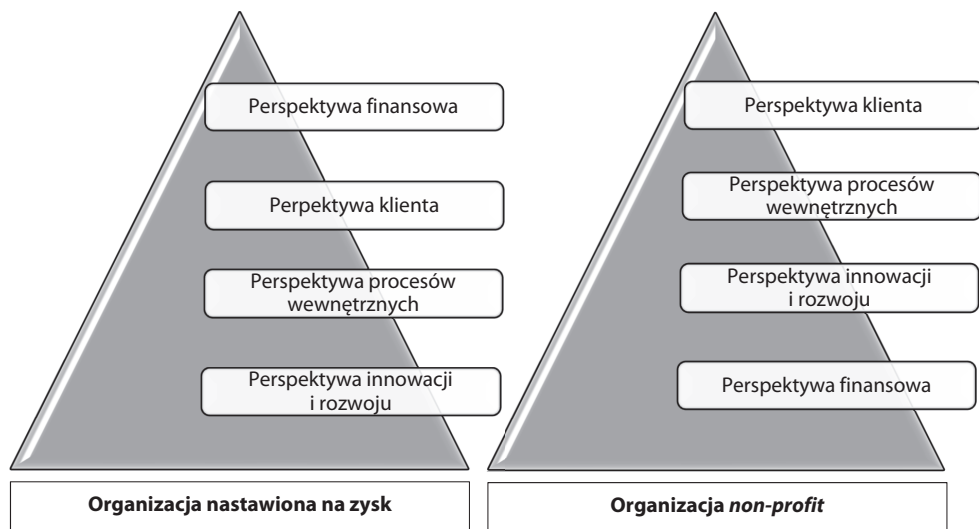 Perspektywa finansowa
Perpektywa klienta
Perspektywa procesów
wewnętrznych
Perspektywa innowacji
i rozwoju
Organizacja nastawiona na zysk
Perspektywa klienta
Perspektywa procesów
wewnętrznych
Perspektywa innowacji
i rozwoju
Perspektywa finansowa
Organizacja non-profit